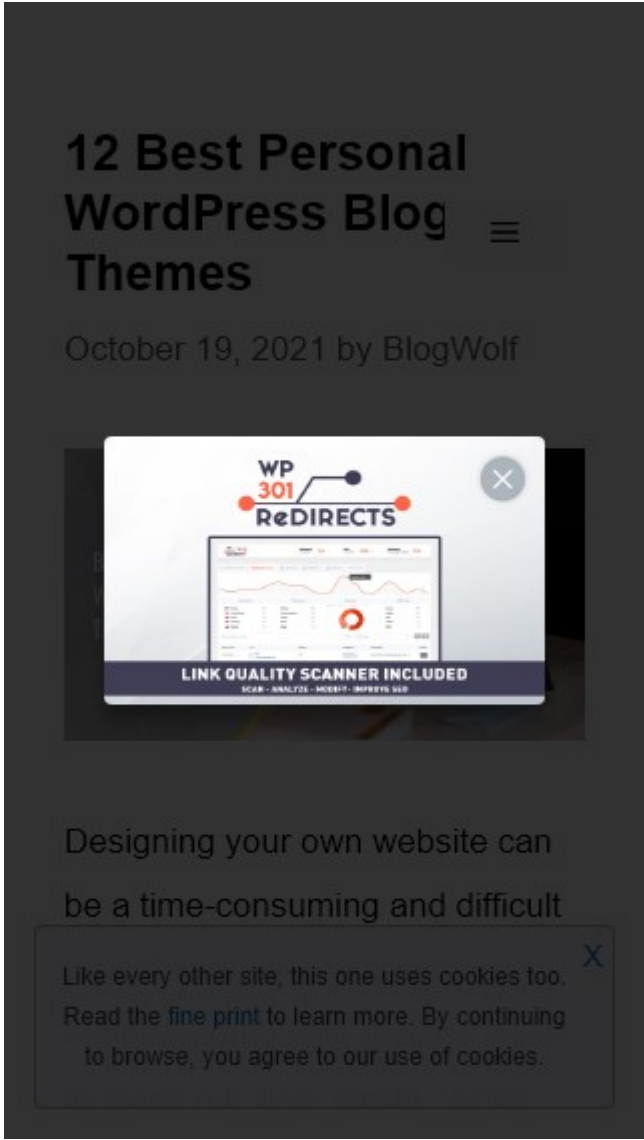 12 Best Personal
WordPress Blog
Themes
October 19, 2021 by BlogWolf
WP
301
ReDIRECTS
LINK QUALITY SCANNER INCLUDED
SCAN - ANALYZE - MODIFY - IMPROVE SEO
Designing your own website can
be a time-consuming and difficult
X
Like every other site, this one uses cookies too.
Read the fine print to learn more. By continuing
to browse, you agree to our use of cookies.